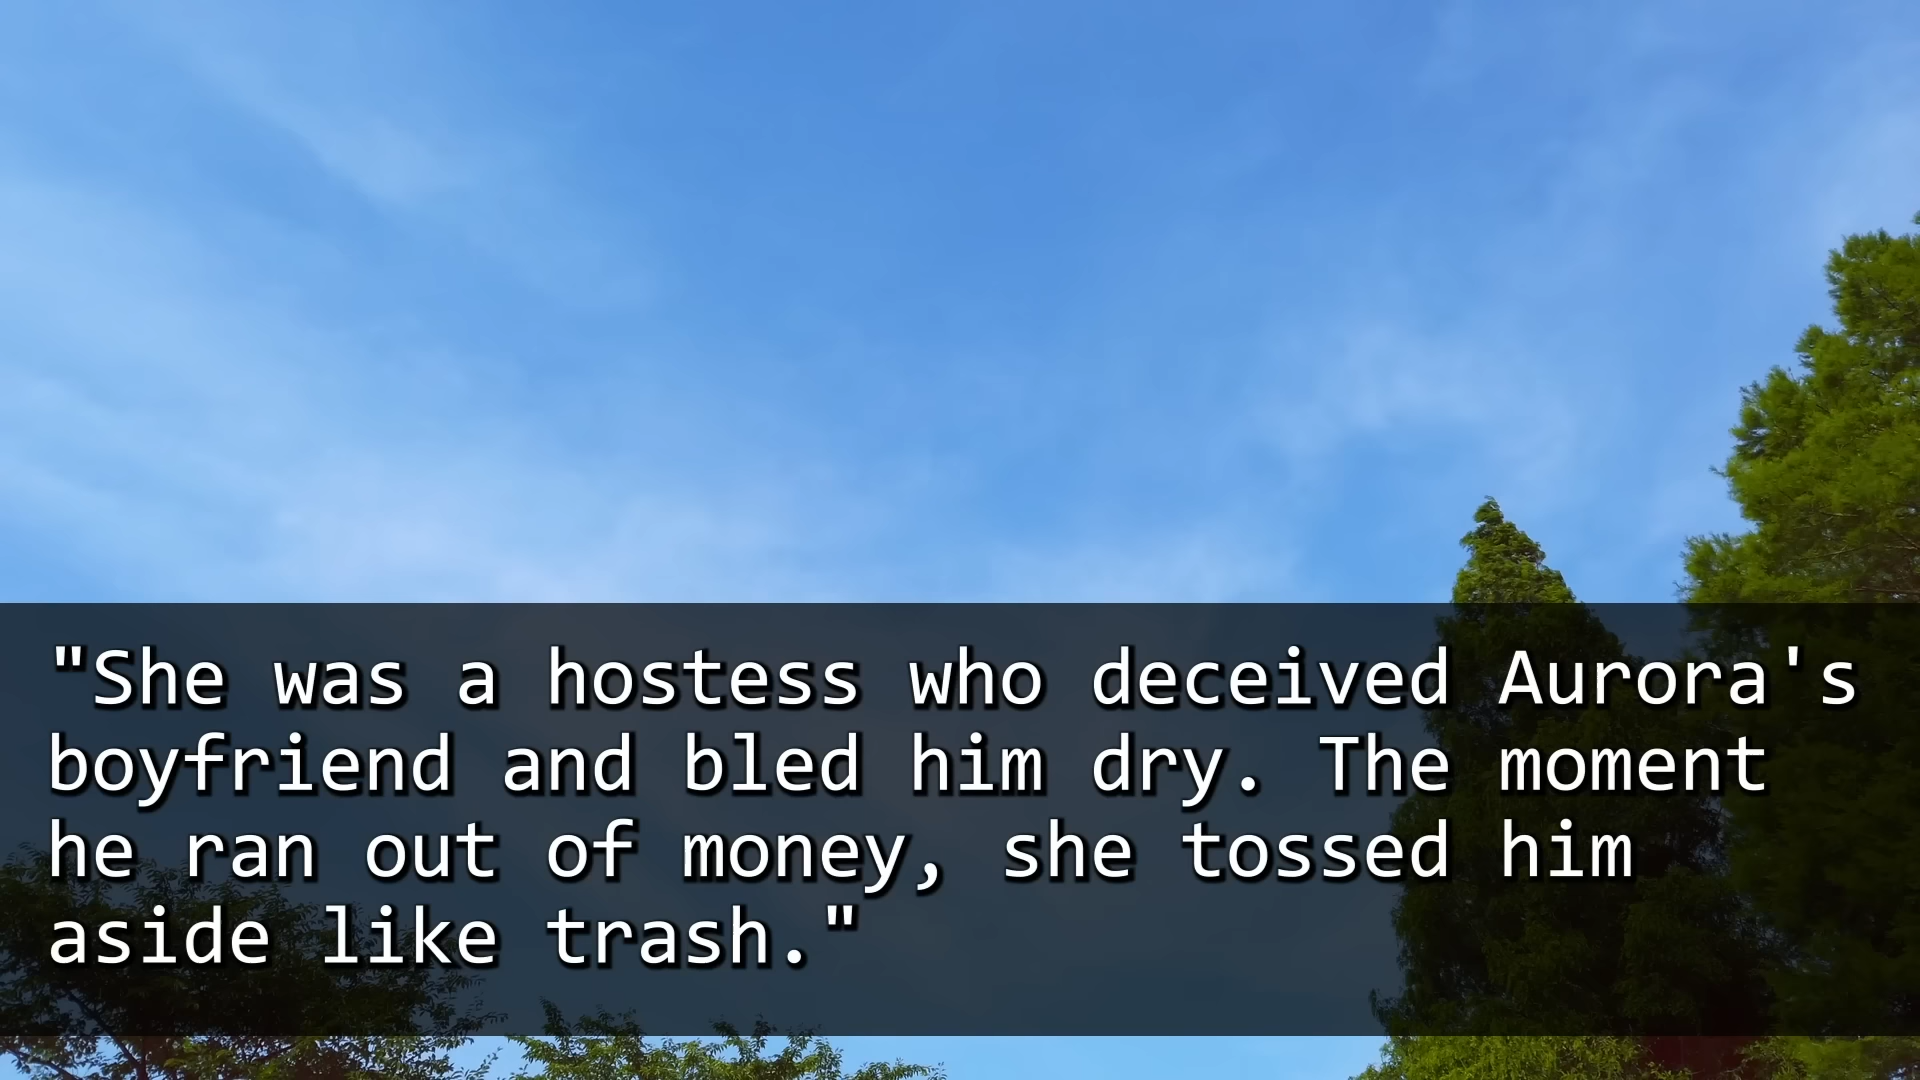 "She was a hostess who deceived Aurora's
boyfriend and bled him dry. The moment
he ran out of money, she tossed him
aside like trash."